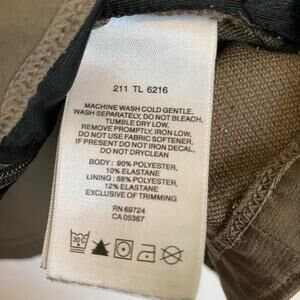 211 TL 6216
MACHINE WASH COLD GENTLE,
WASH SEPARATELY, DO NOT BLEACH,
TUMBLE DRY LOW,
REMOVE PROMPTLY, IRON LOW,
DO NOT USE FABRIC SOFTENER,
IF PRESENT DO NOT IRON DECAL,
DO NOT DRYCLEAN
BODY : 90% POLYESTER,
10% ELASTANE
LINING : 88% POLYESTER,
12% ELASTANE
EXCLUSIVE OF TRIMMING
RN 69724
CA 05367
30C